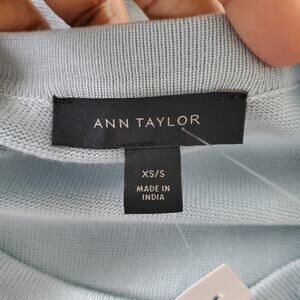 ANN TAYLOR
XS/S
MADE IN
INDIA